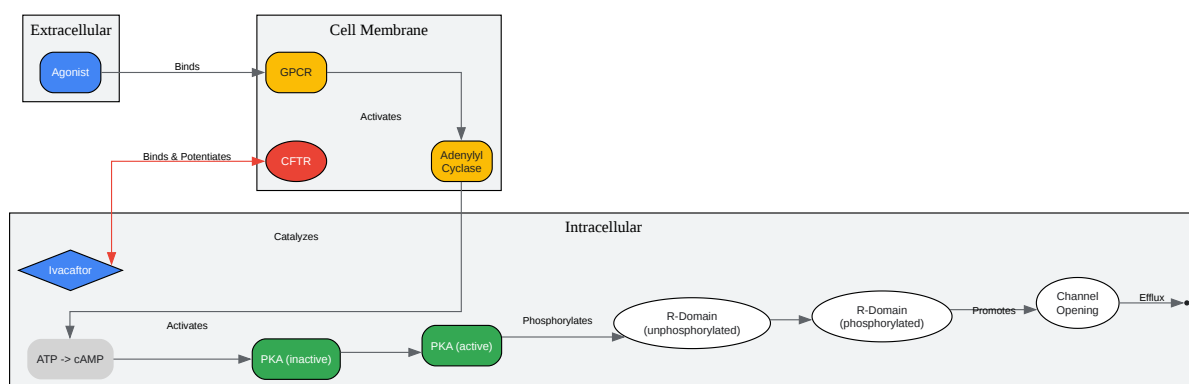 Extracellular
Cell Membrane
Agonist
Binds
GPCR
Activates
Binds & Potentiates
CFTR
Adenylyl
Cyclase
Intracellular
Catalyzes
Ivacaftor
Activates
ATP -> cAMP
PKA (inactive)
PKA (active)
Phosphorylates
R-Domain
(unphosphorylated)
R-Domain
(phosphorylated)
Promotes
Channel
Opening
Efflux